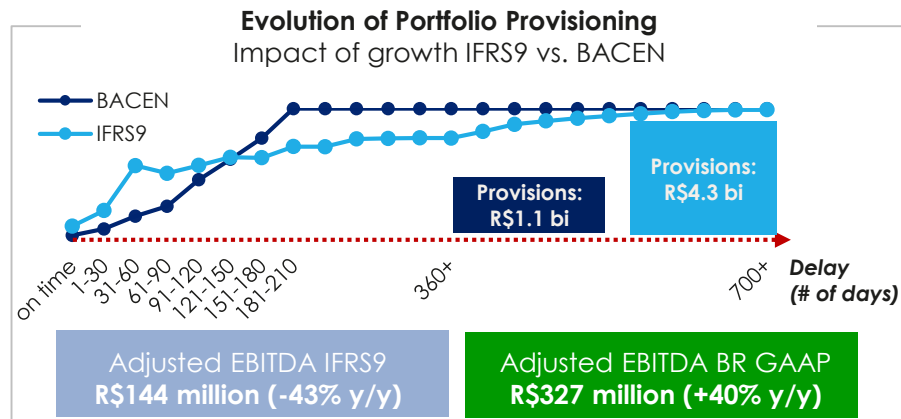 Evolution of Portfolio Provisioning
Impact of growth IFRS9 vs. BACEN
BACEN
IFRS9
Provisions:
R$1.1 bi
Provisions:
R$4.3 bi
on time
1-30
31-60
61-90
91-120
121-150
151-180
181-210
360+
700+
Delay
(# of days)
Adjusted EBITDA IFRS9
R$144 million (-43% y/y)
Adjusted EBITDA BR GAAP
R$327 million (+40% y/y)